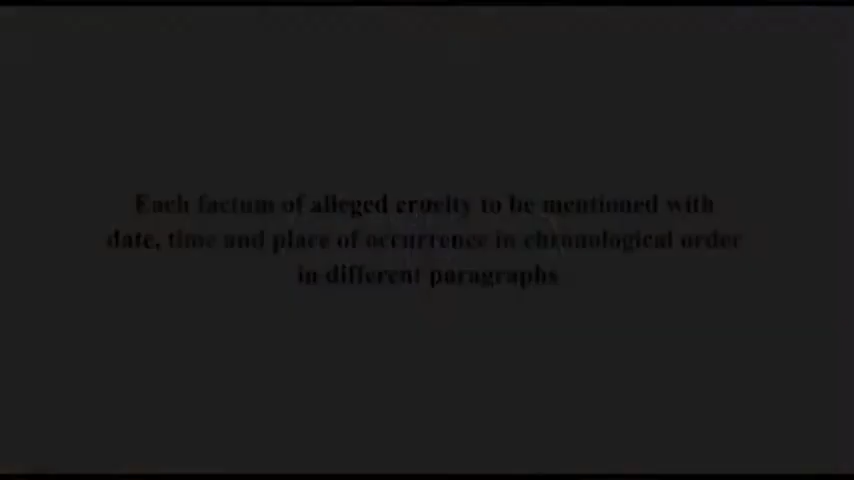 Each factum of alleged cruelty to be mentioned with
date, time and place of occurrence in chronological order
in different paragraphs